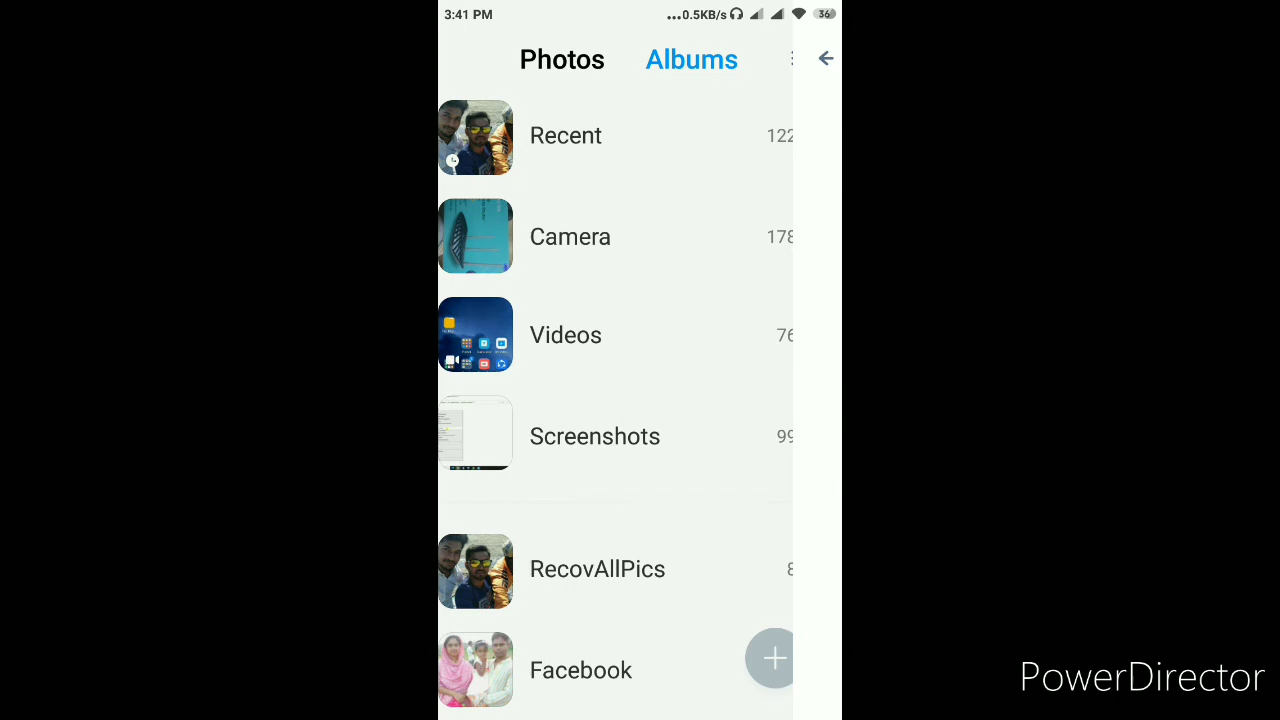 3:41 PM ...0.5KB/s 36
Photos Albums
Recent 122
Camera 178
Videos 76
Screenshots 99
RecovAllPics 8
Facebook
PowerDirector